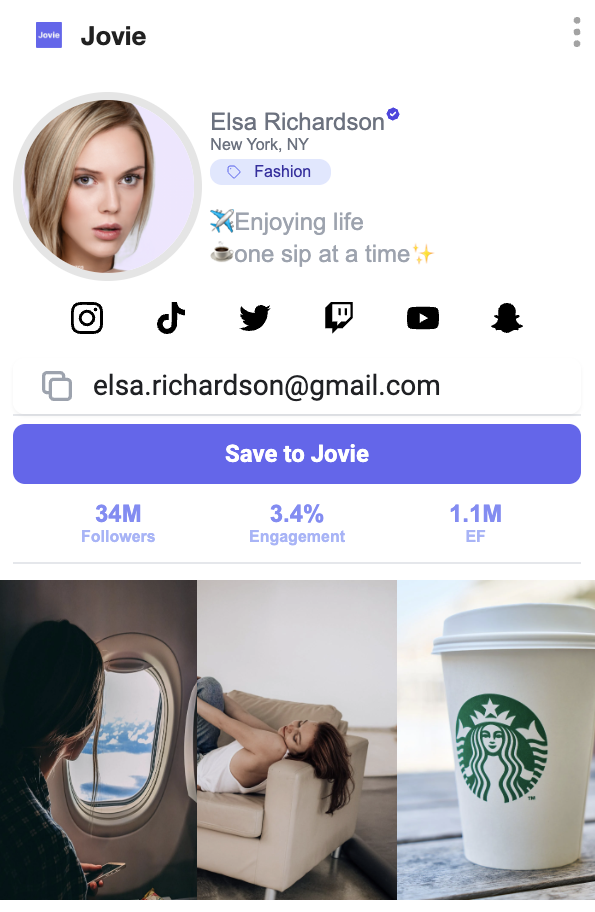 Jovie
Jovie
Elsa Richardson
New York, NY
Fashion
✈️Enjoying life
☕one sip at a time✨
elsa.richardson@gmail.com
Save to Jovie
34M
Followers
3.4%
Engagement
1.1M
EF
TM